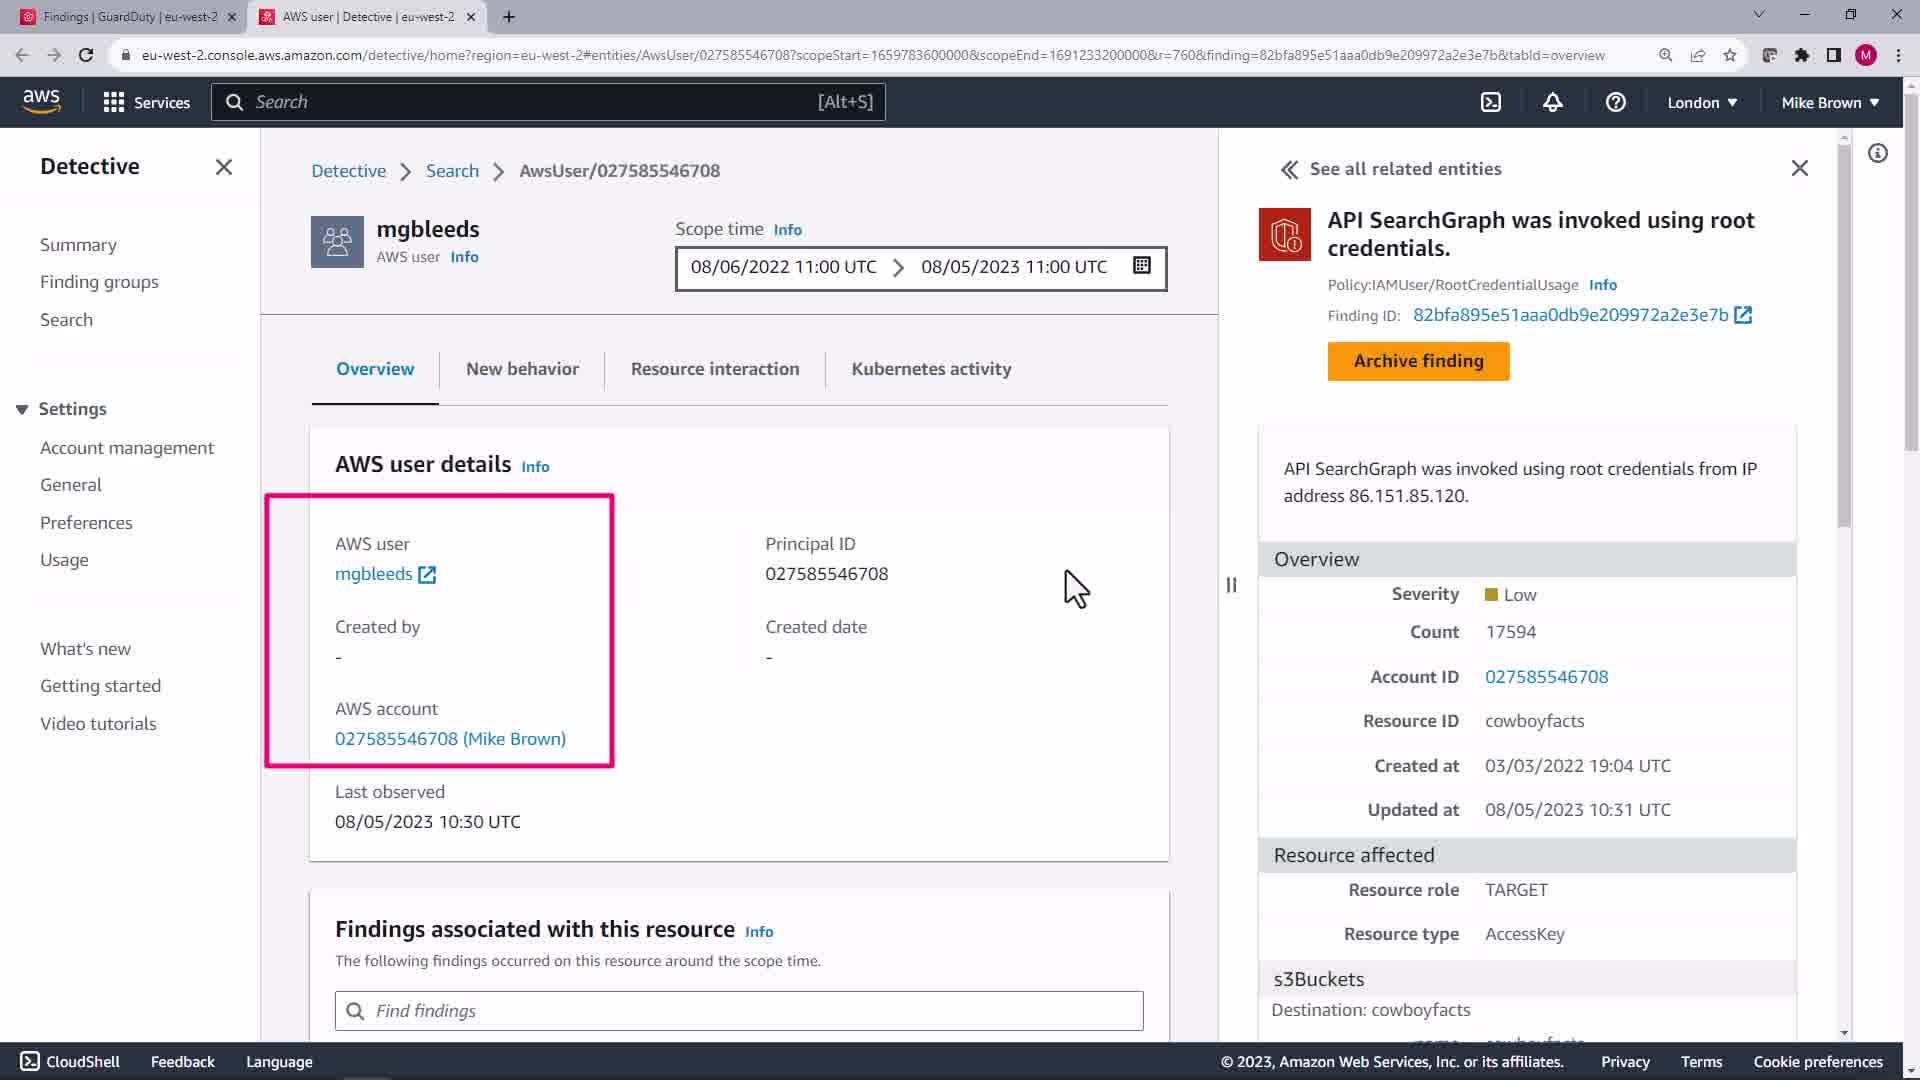 Findings | GuardDuty | eu-west-2
AWS user | Detective | eu-west-2
eu-west-2.console.aws.amazon.com/detective/home?region=eu-west-2#entities/AwsUser/027585546708?scopeStart=1659783600000&scopeEnd=1691233200000&r=760&finding=82bfa895e51aaa0db9e209972a2e3e7b&tabId=overview
M
aws
Services
Search
[Alt+S]
London
Mike Brown
Detective
Summary
Finding groups
Search
Settings
Account management
General
Preferences
Usage
What's new
Getting started
Video tutorials
Detective
Search
AwsUser/027585546708
mgbleeds
AWS user Info
Scope time Info
08/06/2022 11:00 UTC
08/05/2023 11:00 UTC
Overview
New behavior
Resource interaction
Kubernetes activity
AWS user details Info
AWS user
mgbleeds
Principal ID
027585546708
Created by
-
Created date
-
AWS account
027585546708 (Mike Brown)
Last observed
08/05/2023 10:30 UTC
Findings associated with this resource Info
The following findings occurred on this resource around the scope time.
Find findings
See all related entities
API SearchGraph was invoked using root
credentials.
Policy:IAMUser/RootCredentialUsage Info
Finding ID: 82bfa895e51aaa0db9e209972a2e3e7b
Archive finding
API SearchGraph was invoked using root credentials from IP
address 86.151.85.120.
Overview
Severity Low
Count 17594
Account ID 027585546708
Resource ID cowboyfacts
Created at 03/03/2022 19:04 UTC
Updated at 08/05/2023 10:31 UTC
Resource affected
Resource role TARGET
Resource type AccessKey
s3Buckets
Destination: cowboyfacts
CloudShell
Feedback
Language
© 2023, Amazon Web Services, Inc. or its affiliates.
Privacy
Terms
Cookie preferences